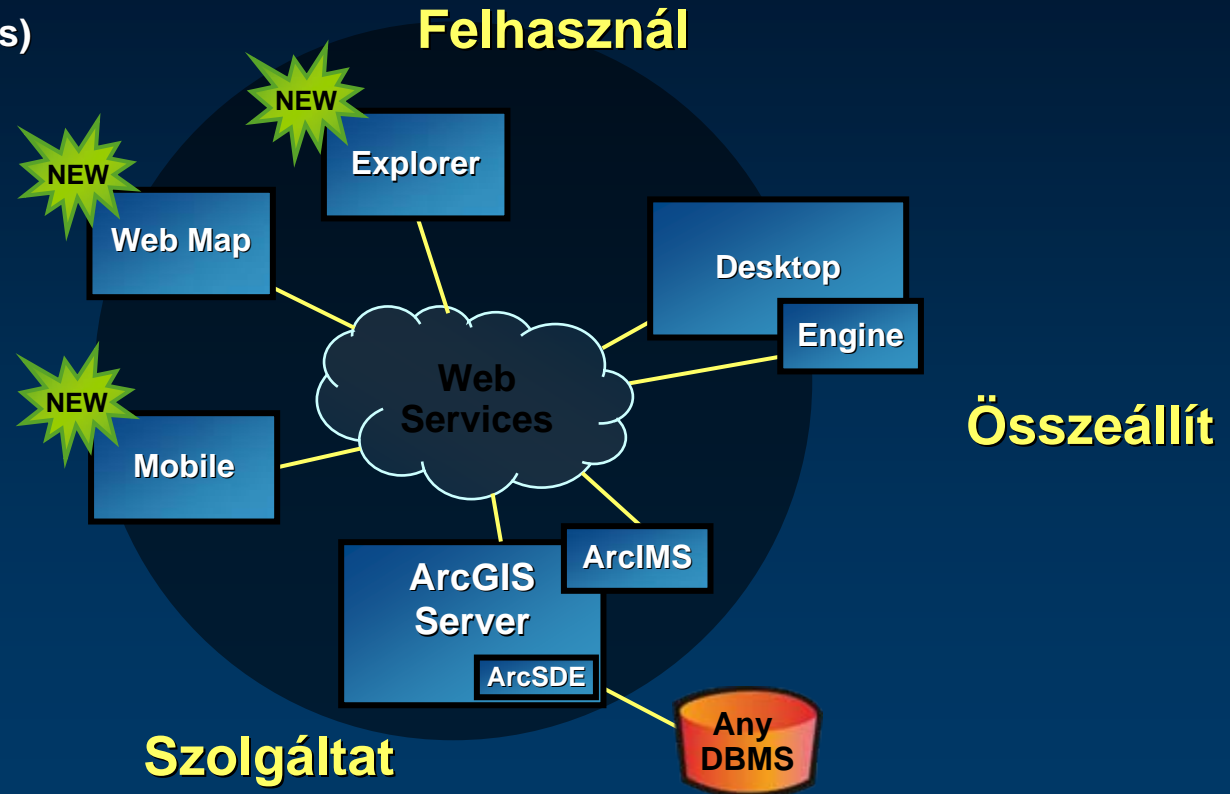 s)
Felhasznál
NEW
Explorer
NEW
Web Map
Desktop
Engine
Web
Services
NEW
Mobile
Összeállít
ArcIMS
ArcGIS
Server
ArcSDE
Any
DBMS
Szolgáltat